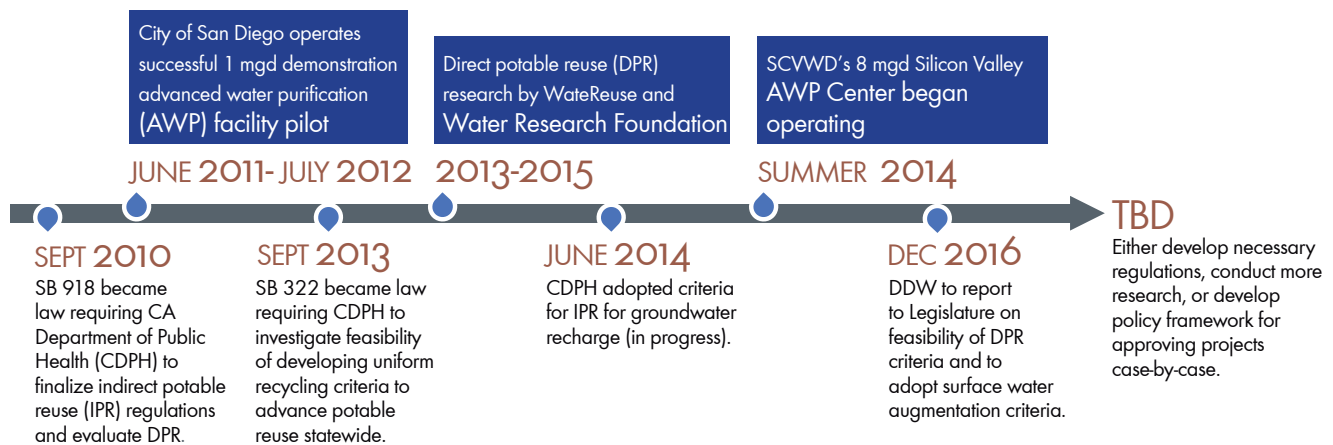 City of San Diego operates
successful 1 mgd demonstration
advanced water purification
(AWP) facility pilot
JUNE 2011- JULY 2012
Direct potable reuse (DPR)
research by WateReuse and
Water Research Foundation
2013-2015
SCVWD's 8 mgd Silicon Valley
AWP Center began
operating
SUMMER 2014
SEPT 2010
SB 918 became
law requiring CA
Department of Public
Health (CDPH) to
finalize indirect potable
reuse (IPR) regulations
and evaluate DPR.
SEPT 2013
SB 322 became law
requiring CDPH to
investigate feasibility
of developing uniform
recycling criteria to
advance potable
reuse statewide.
JUNE 2014
CDPH adopted criteria
for IPR for groundwater
recharge (in progress).
DEC 2016
DDW to report
to Legislature on
feasibility of DPR
criteria and to
adopt surface water
augmentation criteria.
TBD
Either develop necessary
regulations, conduct more
research, or develop
policy framework for
approving projects
case-by-case.